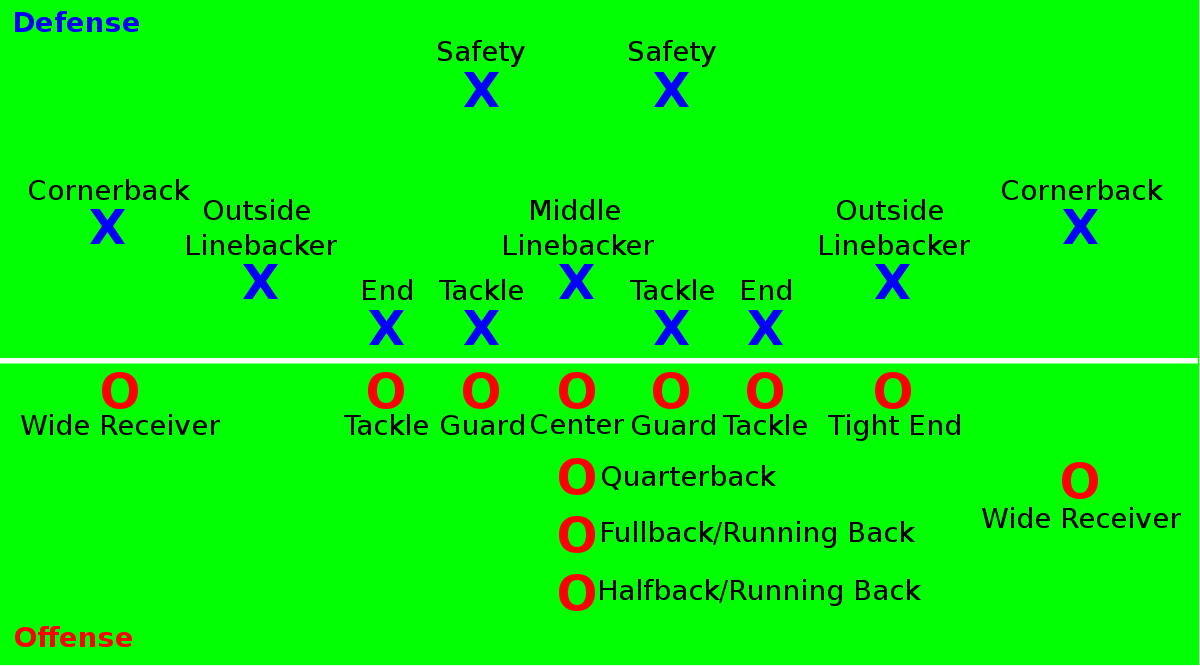 Defense
Safety Safety
X X
Cornerback Cornerback
X X
Outside Middle Outside
Linebacker Linebacker Linebacker
X X X
End Tackle Tackle End
X X X X
O O O O O O O
Wide Receiver Tackle Guard Center Guard Tackle Tight End
O Quarterback O
Wide Receiver
O Fullback/Running Back
O Halfback/Running Back
Offense